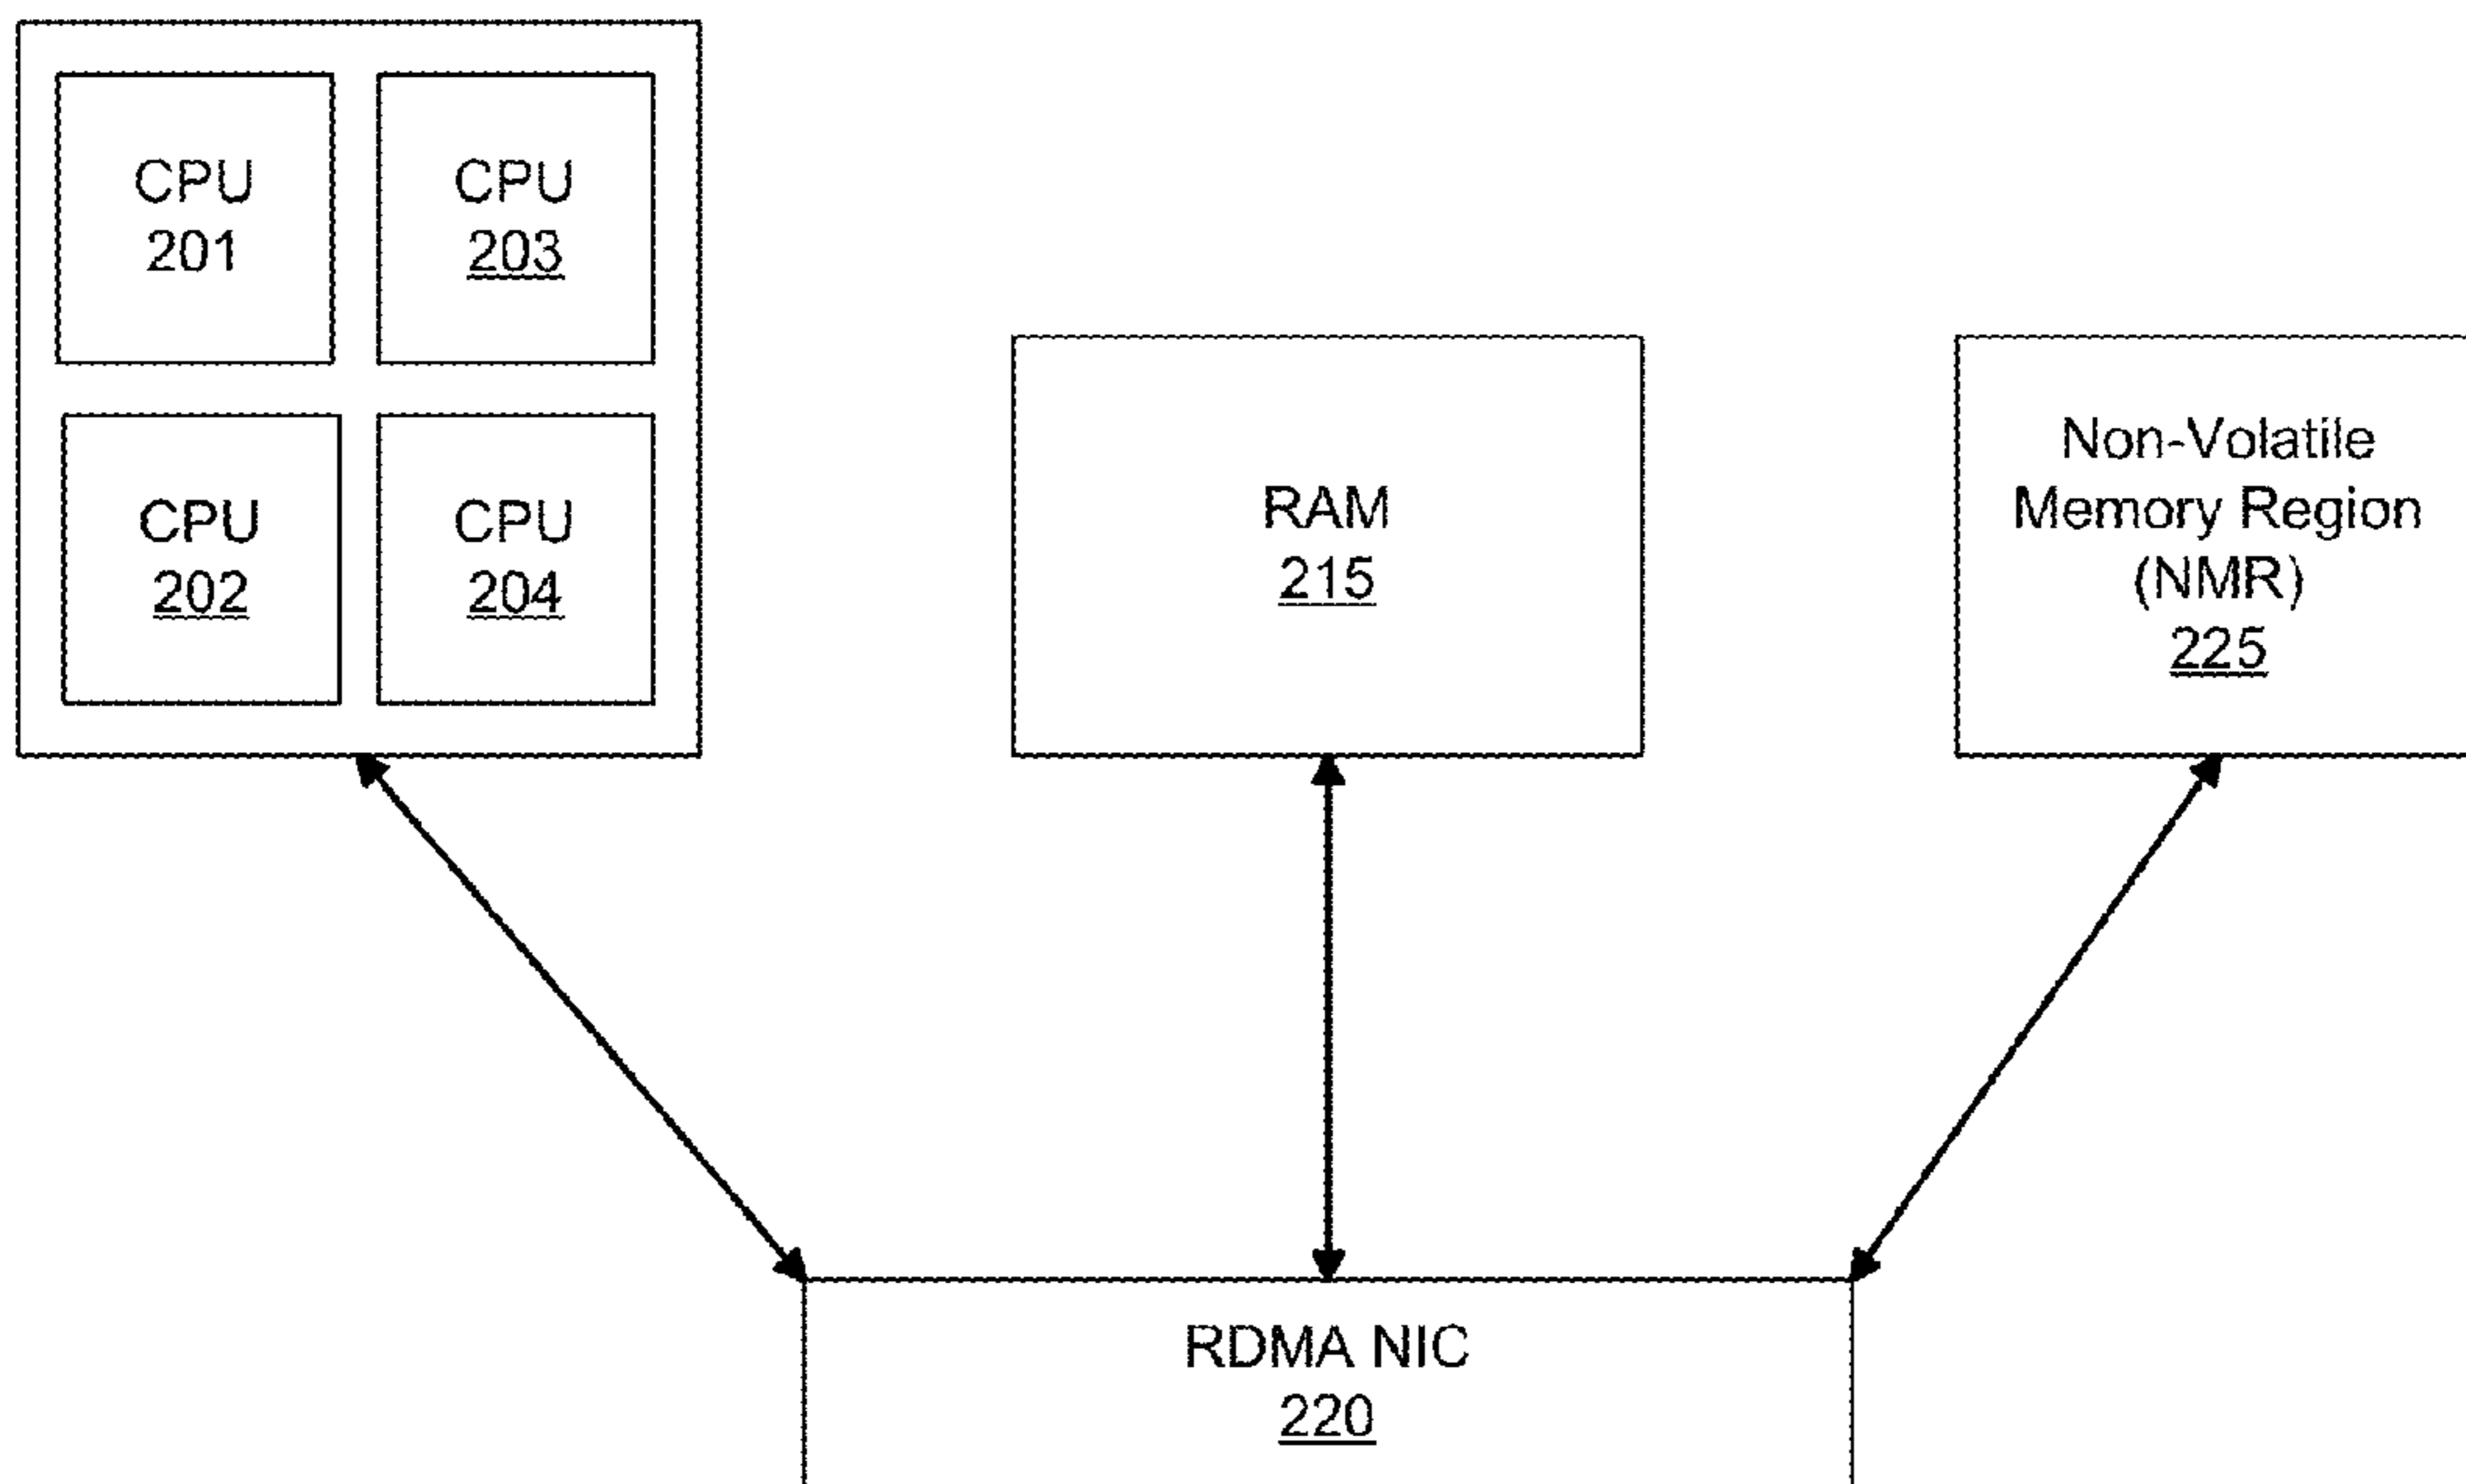 CPU
201
CPU
203
CPU
202
CPU
204
RAM
215
Non-Volatile
Memory Region
(NMR)
225
RDMA NIC
220